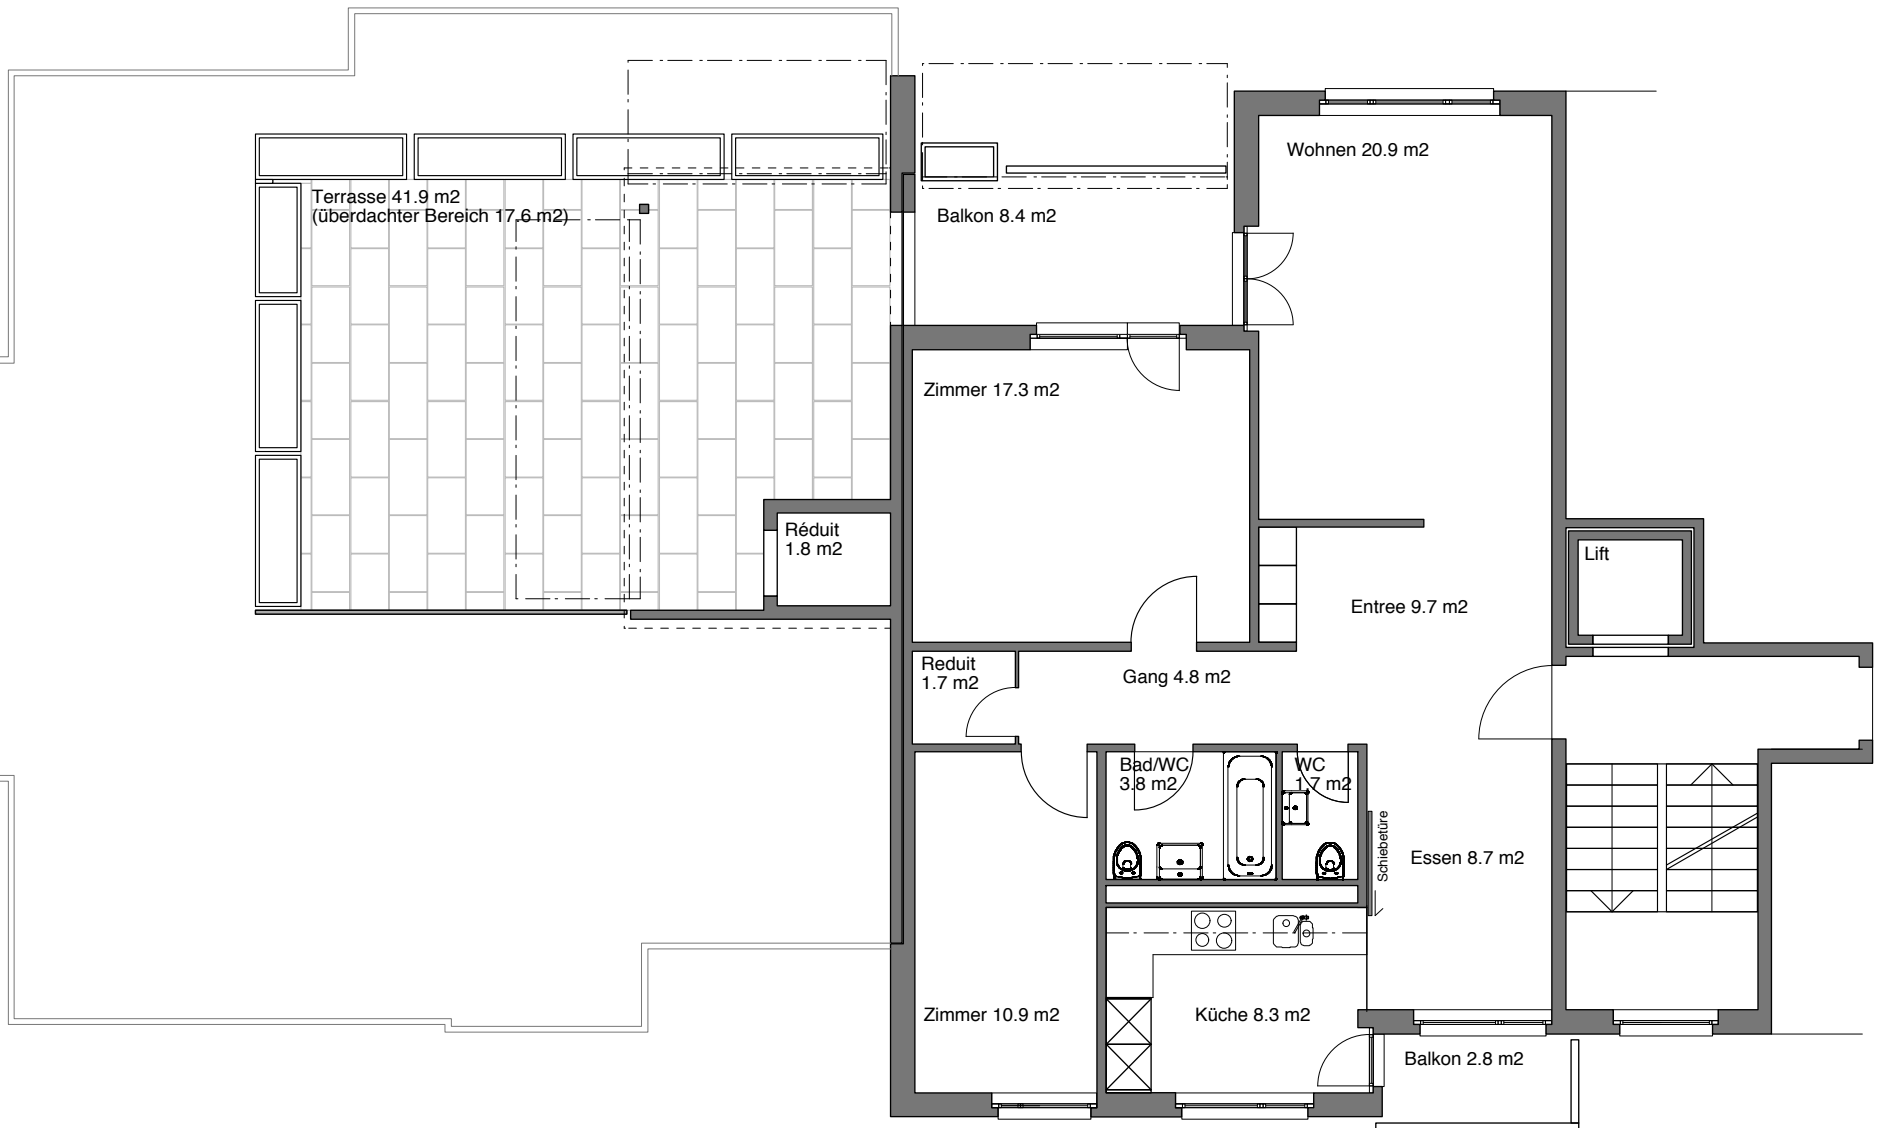 Wohnen 20.9 m2
Terrasse 41.9 m2
(überdachter Bereich 17.6 m2)
Balkon 8.4 m2
Zimmer 17.3 m2
Réduit
1.8 m2
Lift
Entree 9.7 m2
Reduit
1.7 m2
Gang 4.8 m2
Bad/WC
3.8 m2
WC
1.7 m2
Schiebetüre
Essen 8.7 m2
Zimmer 10.9 m2
Küche 8.3 m2
Balkon 2.8 m2